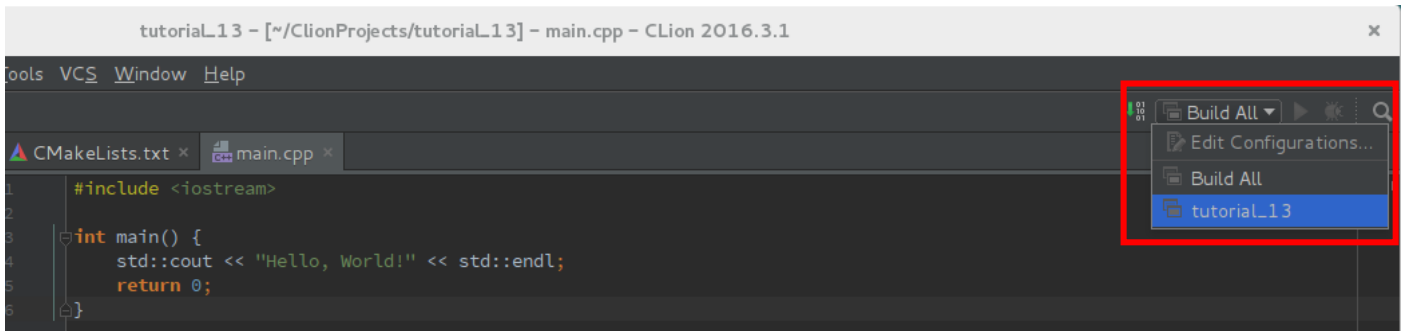 tutorial_13 – [~/ClionProjects/tutorial_13] – main.cpp – CLion 2016.3.1
Tools VCS Window Help
Build All
Edit Configurations...
Build All
tutorial_13
CMakeLists.txt
main.cpp
1 #include <iostream>
2
3 int main() {
4 std::cout << "Hello, World!" << std::endl;
5 return 0;
6 }